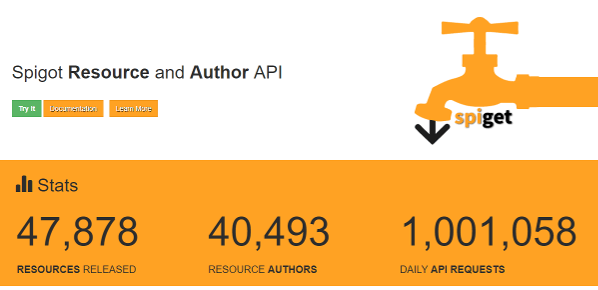 Spigot Resource and Author API
Try It Documentation Learn More
spiget
Stats
47,878 40,493 1,001,058
RESOURCES RELEASED RESOURCE AUTHORS DAILY API REQUESTS